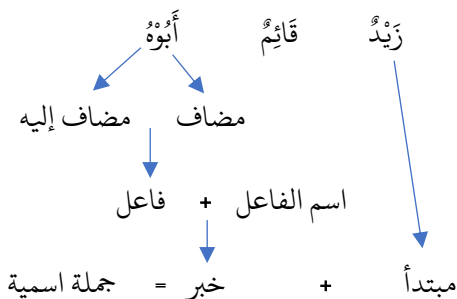 زَيْدٌ قَائِمٌ أَبُوْهُ
مضاف مضاف إليه
اسم الفاعل + فاعل
مبتدأ + خبر = جملة اسمية